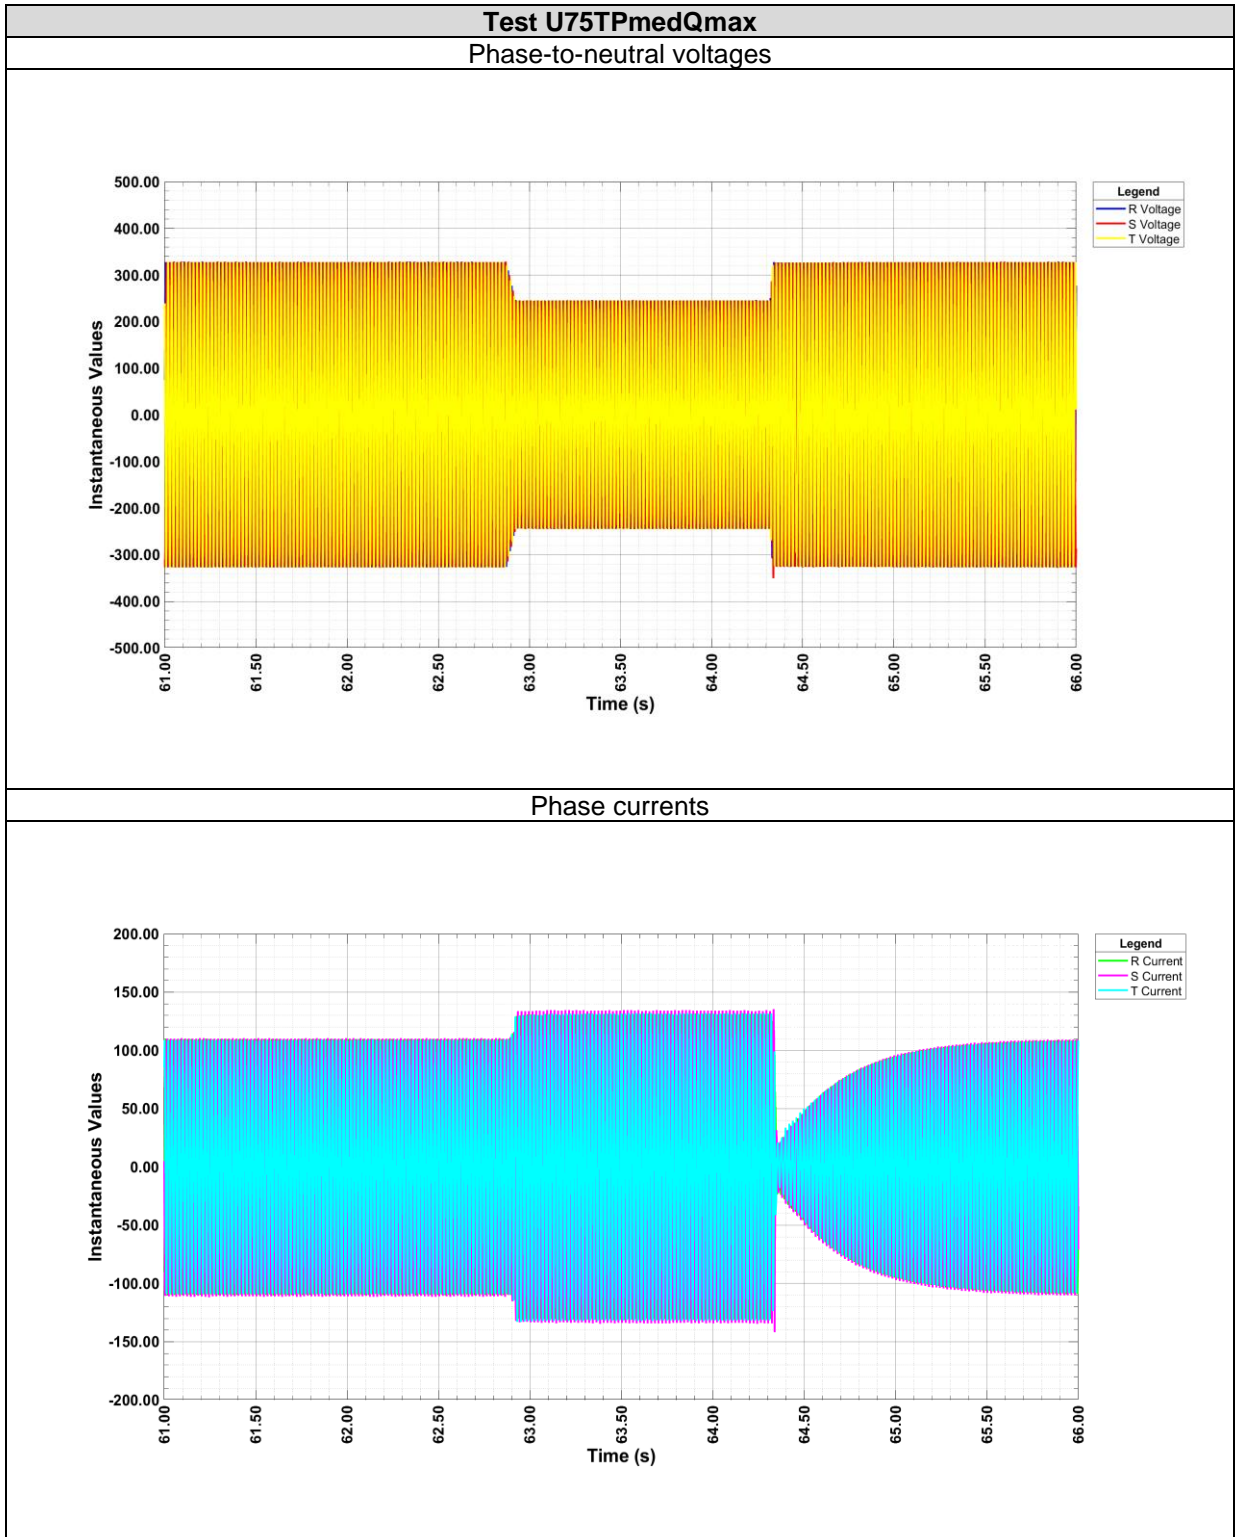 Test U75TPmedQmax
Phase-to-neutral voltages
500.00
400.00
300.00
200.00
100.00
0.00
-100.00
-200.00
-300.00
-400.00
-500.00
Instantaneous Values
61.00
61.50
62.00
62.50
63.00
63.50
64.00
64.50
65.00
65.50
66.00
Time (s)
Legend
R Voltage
S Voltage
T Voltage
Phase currents
200.00
150.00
100.00
50.00
0.00
-50.00
-100.00
-150.00
-200.00
Instantaneous Values
61.00
61.50
62.00
62.50
63.00
63.50
64.00
64.50
65.00
65.50
66.00
Time (s)
Legend
R Current
S Current
T Current